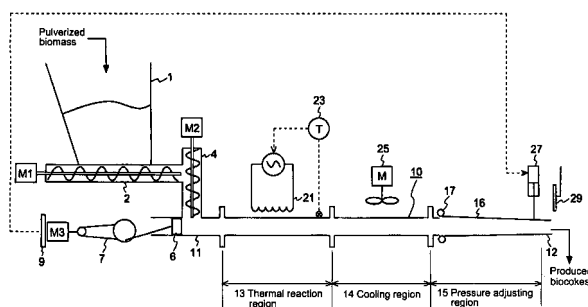 Pulverized
biomass
1
M2
4
23
T
25
M
27
29
M1
2
21
10
17
16
M3
9
7
6
11
12
Produced
biocokes
13 Thermal reaction
region
14 Cooling region
15 Pressure adjusting
region